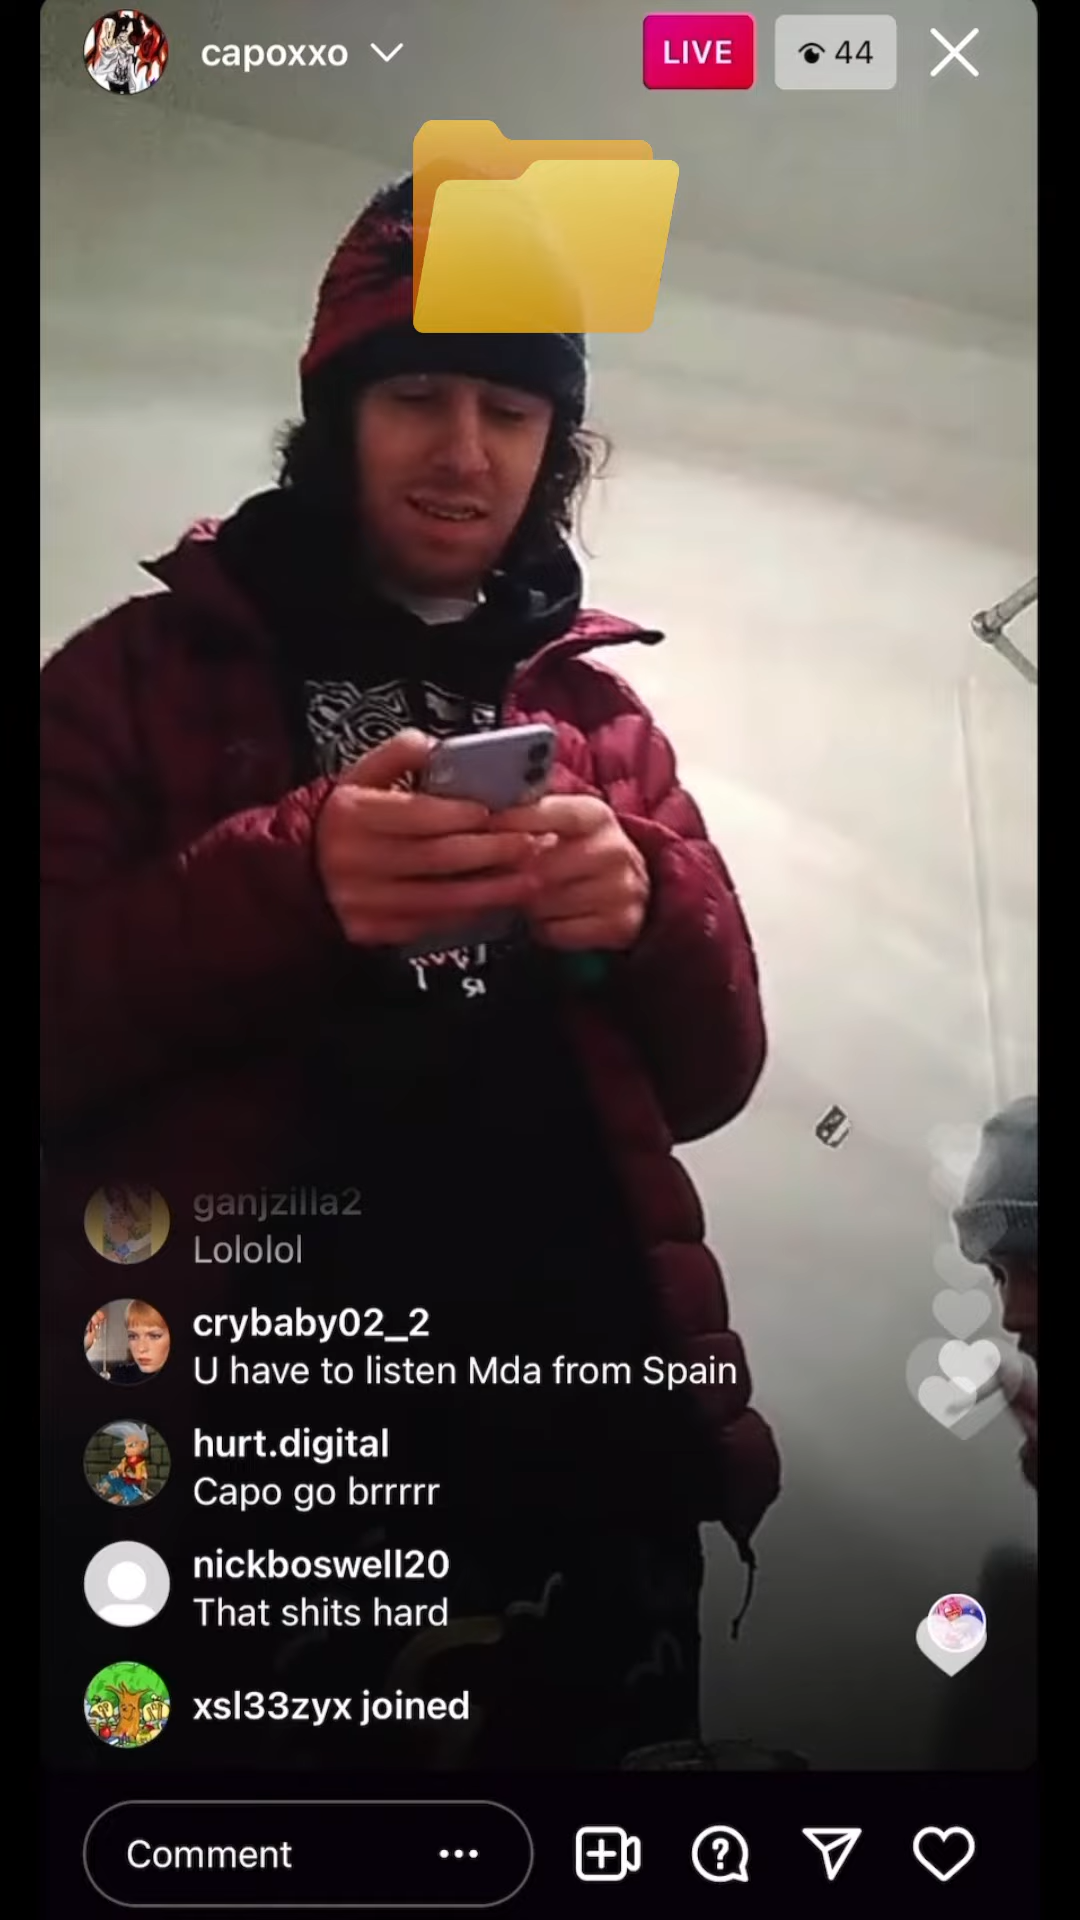 capoxxo
LIVE
44
ganjzilla2
Lololol
crybaby02_2
U have to listen Mda from Spain
hurt.digital
Capo go brrrrr
nickboswell20
That shits hard
xsl33zyx joined
Comment